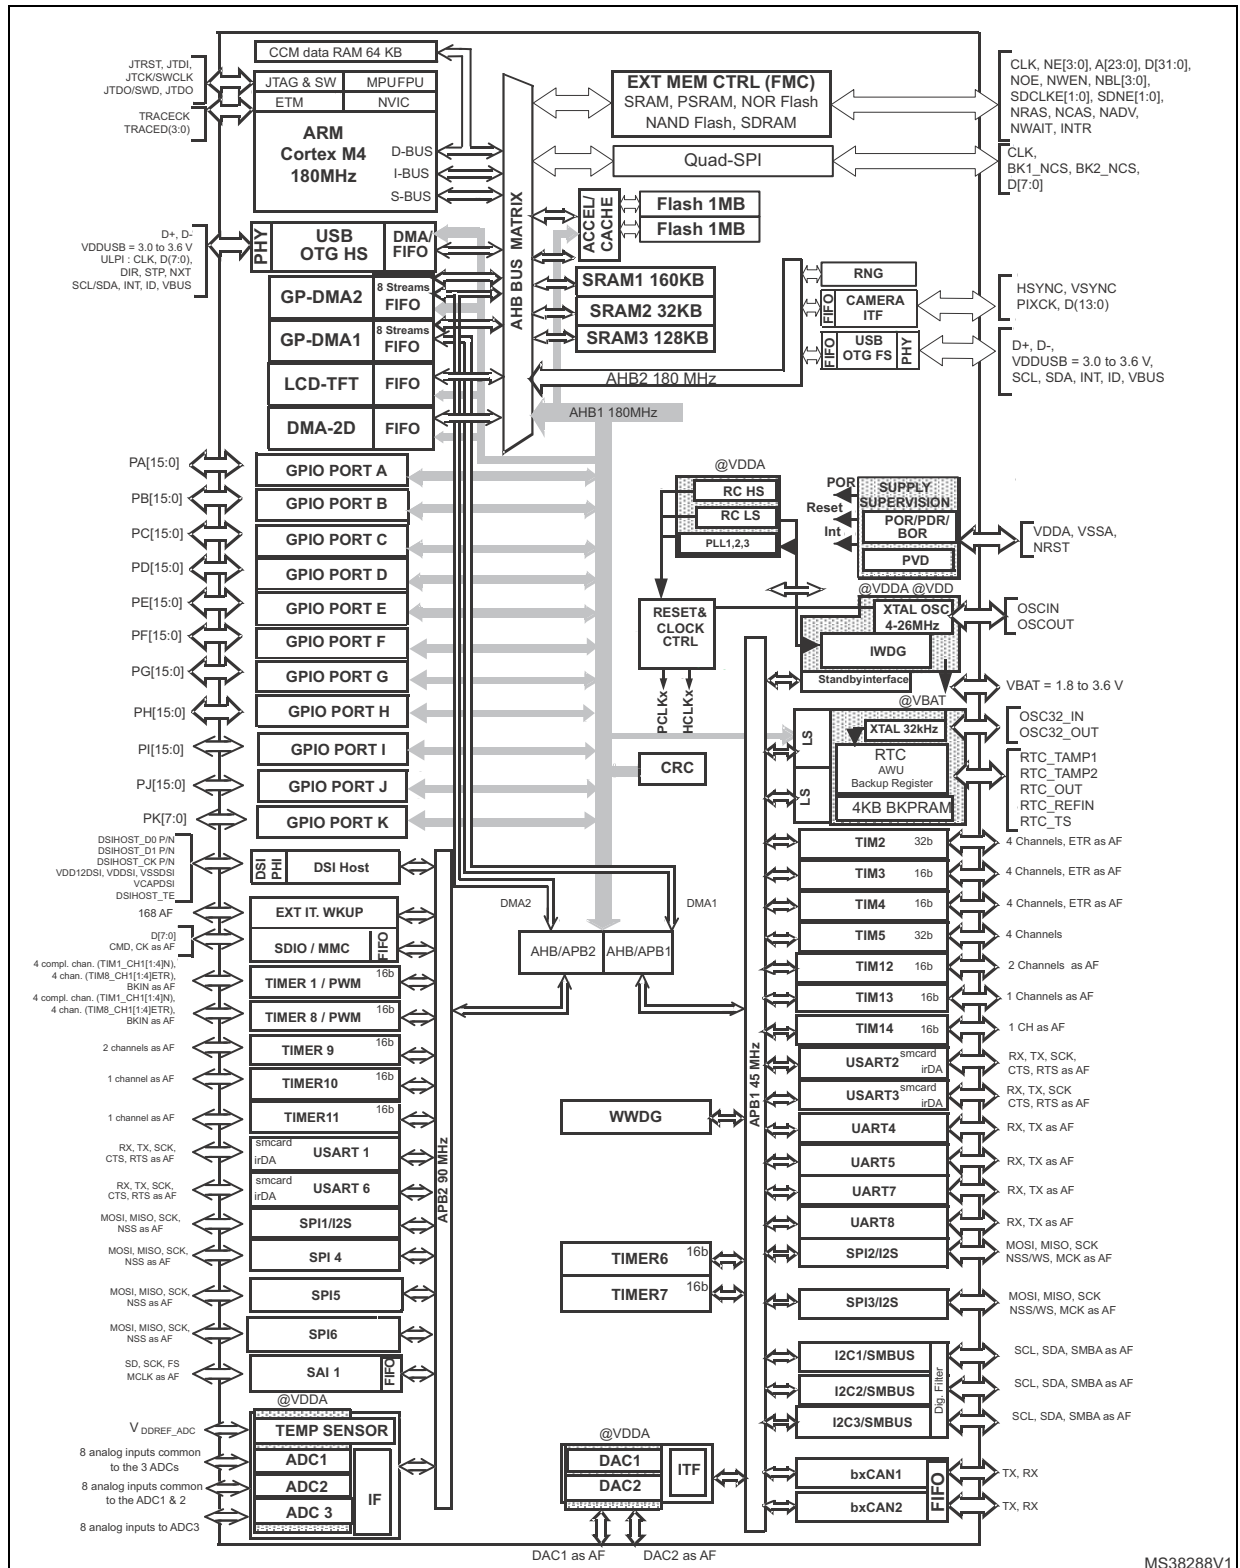 CCM data RAM 64 KB
JTRST, JTDI,
JTCK/SWCLK
JTDO/SWD, JTDO
JTAG & SW
MPUFPU
ETM
NVIC
TRACECK
TRACED(3:0)
ARM
Cortex M4
180MHz
D-BUS
I-BUS
S-BUS
AHB BUS MATRIX
EXT MEM CTRL (FMC)
SRAM, PSRAM, NOR Flash
NAND Flash, SDRAM
CLK, NE[3:0), A[23:0), D[31:0),
NOE, NWEN, NBL[3:0),
SDCLKE[1:0), SDNE[1:0),
NRAS, NCAS, NADV,
NWAIT, INTR
Quad-SPI
CLK,
BK1_NCS, BK2_NCS,
D[7:0]
ACCEL/
CACHE
Flash 1MB
Flash 1MB
D+, D-
VDDUSB = 3.0 to 3.6 V
ULPI : CLK, D(7:0),
DIR, STP, NXT
SCL/SDA, INT, ID, VBUS
PHY
USB
OTG HS
DMA/
FIFO
GP-DMA2
8 Streams
FIFO
GP-DMA1
8 Streams
FIFO
LCD-TFT
FIFO
DMA-2D
FIFO
SRAM1 160KB
SRAM2 32KB
SRAM3 128KB
RNG
FIFO
CAMERA
ITF
HSYNC, VSYNC
PIXCK, D(13:0)
FIFO
USB
OTG FS
PHY
D+, D-,
VDDUSB = 3.0 to 3.6 V,
SCL, SDA, INT, ID, VBUS
AHB2 180 MHz
AHB1 180MHz
PA[15:0]
GPIO PORT A
PB[15:0]
GPIO PORT B
PC[15:0]
GPIO PORT C
PD[15:0]
GPIO PORT D
PE[15:0]
GPIO PORT E
PF[15:0]
GPIO PORT F
PG[15:0]
GPIO PORT G
PH[15:0]
GPIO PORT H
PI[15:0]
GPIO PORT I
PJ[15:0]
GPIO PORT J
PK[7:0]
GPIO PORT K
@VDDA
RC HS
RC LS
PLL1,2,3
POR
Reset
Int
SUPPLY
SUPERVISION
POR/PDR/
BOR
PVD
VDDA, VSSA,
NRST
@VDDA @VDD
RESET&
CLOCK
CTRL
PCLKx
HCLKx
XTAL OSC
4-26MHz
IWDG
OSCIN
OSCOUT
Standbyinterface
VBAT = 1.8 to 3.6 V
@VBAT
LS
LS
XTAL 32kHz
RTC
AWU
Backup Register
4KB BKPRAM
OSC32_IN
OSC32_OUT
RTC_TAMP1
RTC_TAMP2
RTC_OUT
RTC_REFIN
RTC_TS
CRC
DSIHOST_D0 P/N
DSIHOST_D1 P/N
DSIHOST_CK P/N
VDD12DSI, VDDSI, VSSDSI
VCAPDSI
DSIHOST_TE
DSI
PHI
DSI Host
168 AF
EXT IT. WKUP
D[7:0]
CMD, CK as AF
SDIO / MMC
FIFO
DMA2
DMA1
AHB/APB2
AHB/APB1
4 compl. chan. (TIM1_CH1[1:4]N),
4 chan. (TIM8_CH1[1:4]ETR),
BKIN as AF
TIMER 1 / PWM
16b
4 compl. chan. (TIM1_CH1[1:4]N),
4 chan. (TIM8_CH1[1:4]ETR),
BKIN as AF
TIMER 8 / PWM
16b
2 channels as AF
TIMER 9
16b
1 channel as AF
TIMER10
16b
1 channel as AF
TIMER11
16b
RX, TX, SCK,
CTS, RTS as AF
smcard
irDA
USART 1
RX, TX, SCK,
CTS, RTS as AF
smcard
irDA
USART 6
MOSI, MISO, SCK,
NSS as AF
SPI1/I2S
MOSI, MISO, SCK,
NSS as AF
SPI 4
MOSI, MISO, SCK,
NSS as AF
SPI5
MOSI, MISO, SCK,
NSS as AF
SPI6
SD, SCK, FS
MCLK as AF
SAI 1
FIFO
APB2 90 MHz
@VDDA
V DDREF_ADC
TEMP SENSOR
8 analog inputs common
to the 3 ADCs
ADC1
8 analog inputs common
to the ADC1 & 2
ADC2
8 analog inputs to ADC3
ADC 3
IF
WWDG
TIMER6
16b
TIMER7
16b
@VDDA
DAC1
DAC2
ITF
DAC1 as AF
DAC2 as AF
APB1 45 MHz
TIM2
32b
4 Channels, ETR as AF
TIM3
16b
4 Channels, ETR as AF
TIM4
16b
4 Channels, ETR as AF
TIM5
32b
4 Channels
TIM12
16b
2 Channels as AF
TIM13
16b
1 Channels as AF
TIM14
16b
1 CH as AF
USART2
smcard
irDA
RX, TX, SCK,
CTS, RTS as AF
USART3
smcard
irDA
RX, TX, SCK
CTS, RTS as AF
UART4
RX, TX as AF
UART5
RX, TX as AF
UART7
RX, TX as AF
UART8
RX, TX as AF
SPI2/I2S
MOSI, MISO, SCK
NSS/WS, MCK as AF
SPI3/I2S
MOSI, MISO, SCK
NSS/WS, MCK as AF
I2C1/SMBUS
SCL, SDA, SMBA as AF
I2C2/SMBUS
SCL, SDA, SMBA as AF
I2C3/SMBUS
SCL, SDA, SMBA as AF
Dig. Filter
bxCAN1
TX, RX
bxCAN2
TX, RX
FIFO
MS38288V1